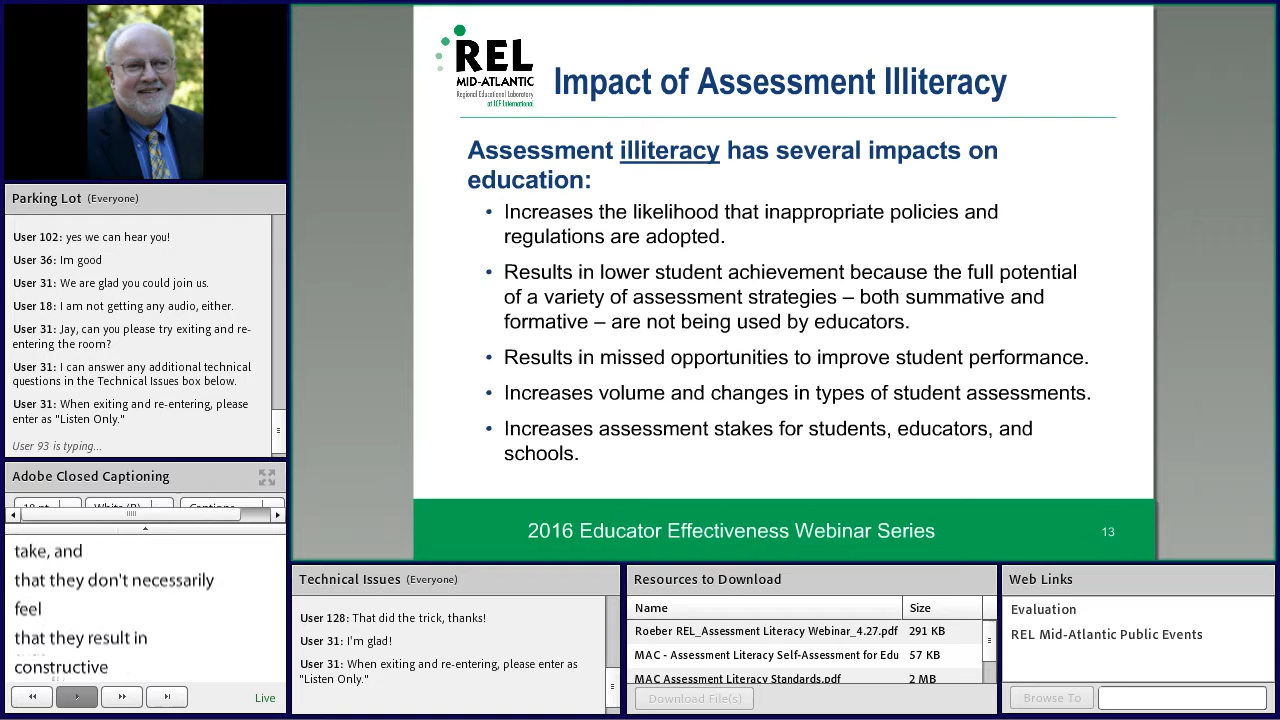 REL
MID-ATLANTIC
Regional Educational Laboratory
at ICF International
Impact of Assessment Illiteracy
Assessment illiteracy has several impacts on
education:
• Increases the likelihood that inappropriate policies and
regulations are adopted.
• Results in lower student achievement because the full potential
of a variety of assessment strategies – both summative and
formative – are not being used by educators.
• Results in missed opportunities to improve student performance.
• Increases volume and changes in types of student assessments.
• Increases assessment stakes for students, educators, and
schools.
2016 Educator Effectiveness Webinar Series
13
Parking Lot (Everyone)
User 102: yes we can hear you!
User 36: Im good
User 31: We are glad you could join us.
User 18: I am not getting any audio, either.
User 31: Jay, can you please try exiting and re-
entering the room?
User 31: I can answer any additional technical
questions in the Technical Issues box below.
User 31: When exiting and re-entering, please
enter as "Listen Only."
User 93 is typing...
Adobe Closed Captioning
18 pt
White (B)
Captions
take, and
that they don't necessarily
feel
that they result in
constructive
Live
Technical Issues (Everyone)
User 128: That did the trick, thanks!
User 31: I'm glad!
User 31: When exiting and re-entering, please enter as
"Listen Only."
Resources to Download
Name Size
Roeber REL_Assessment Literacy Webinar_4.27.pdf 291 KB
MAC - Assessment Literacy Self-Assessment for Edu 57 KB
MAC Assessment Literacy Standards.pdf 2 MB
Download File(s)
Web Links
Evaluation
REL Mid-Atlantic Public Events
Browse To